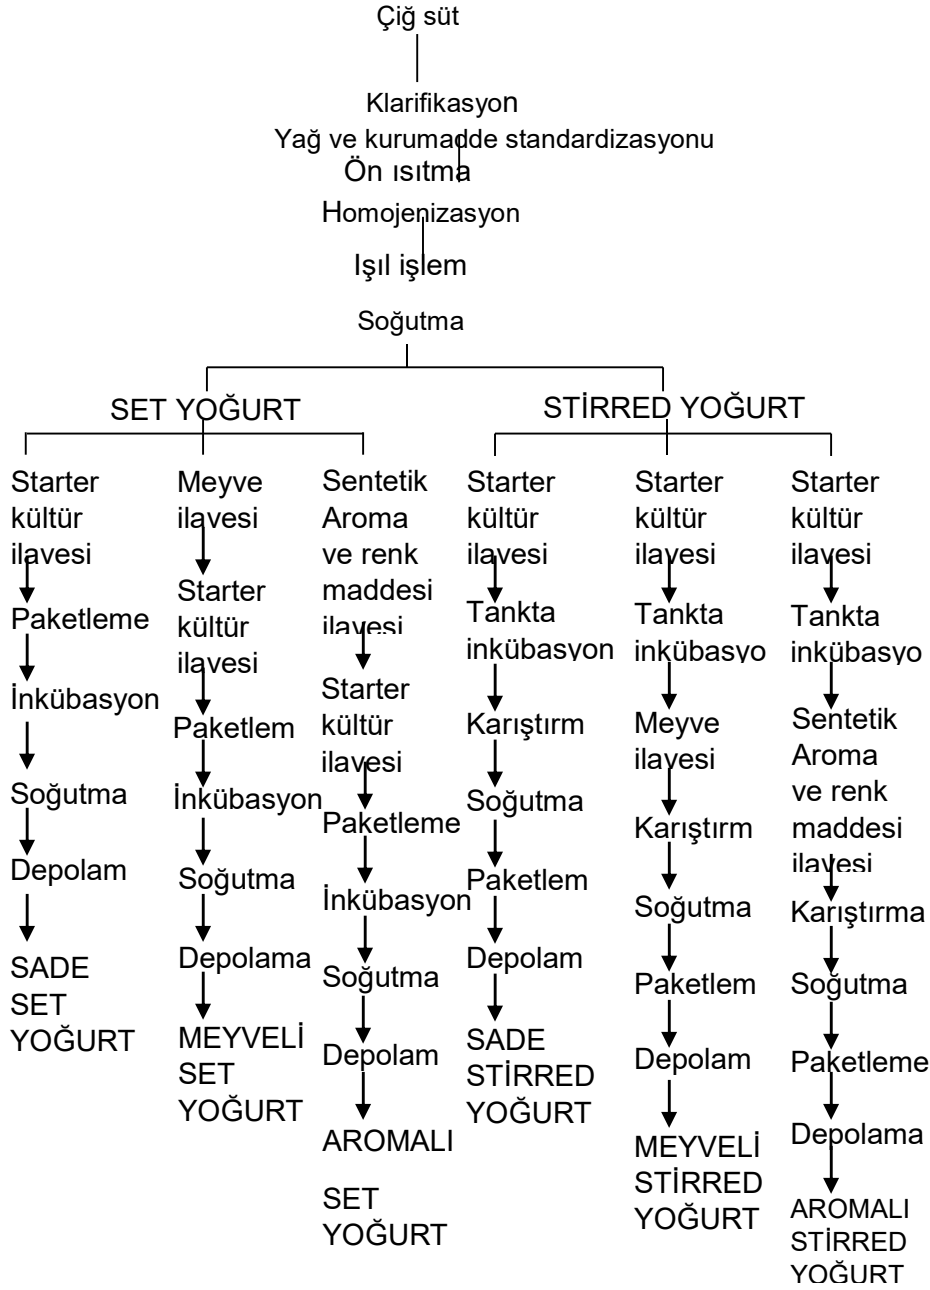 Çiğ süt
Klarifikasyon
Yağ ve kurumadde standardizasyonu
Ön ısıtma
Homojenizasyon
Işıl işlem
Soğutma
SET YOĞURT
STİRRED YOĞURT
Starter
kültür
ilavesi
Paketleme
İnkübasyon
Soğutma
Depolam
SADE
SET
YOĞURT
Meyve
ilavesi
Starter
kültür
ilavesi
Paketlem
İnkübasyon
Soğutma
Depolama
MEYVELİ
SET
YOĞURT
Sentetik
Aroma
ve renk
maddesi
ilavesi
Starter
kültür
ilavesi
Paketleme
İnkübasyon
Soğutma
Depolam
AROMALI
SET
YOĞURT
Starter
kültür
ilavesi
Tankta
inkübasyon
Karıştırm
Soğutma
Paketlem
Depolam
SADE
STİRRED
YOĞURT
Starter
kültür
ilavesi
Tankta
inkübasyo
Meyve
ilavesi
Karıştırm
Soğutma
Paketlem
Depolam
MEYVELİ
STİRRED
YOĞURT
Starter
kültür
ilavesi
Tankta
inkübasyo
Sentetik
Aroma
ve renk
maddesi
ilavesi
Karıştırma
Soğutma
Paketleme
Depolama
AROMALI
STİRRED
YOĞURT